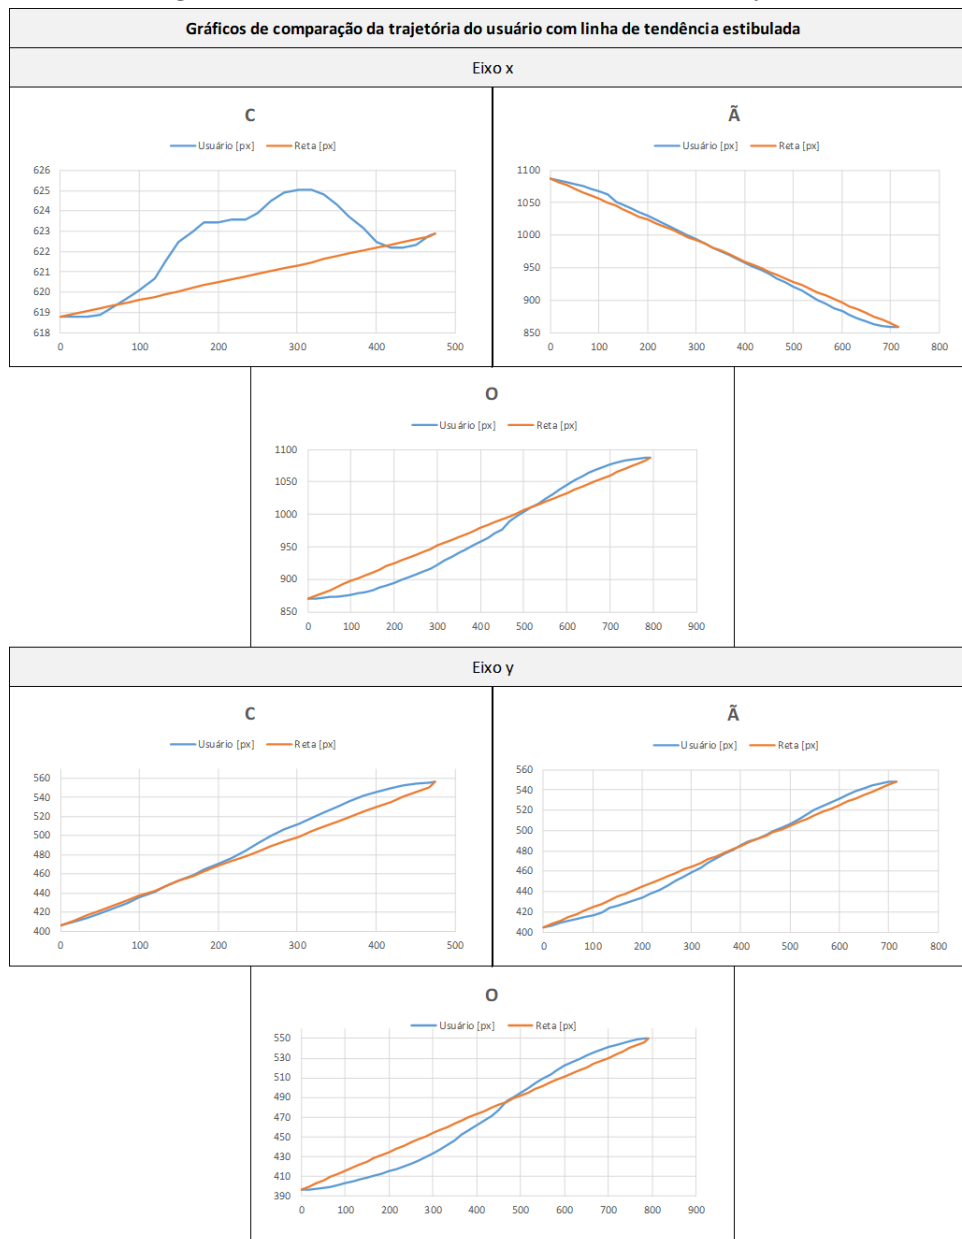 Gráficos de comparação da trajetória do usuário com linha de tendência estibulada
Eixo x
C
Usuário [px] Reta [px]
626
625
624
623
621
620
619
618
0 100 200 300 400 500
Ã
Usuário [px] Reta [px]
1100
1050
1000
950
900
850
0 100 200 300 400 500 600 700 800
O
Usuário [px] Reta [px]
1100
1050
1000
950
900
850
0 100 200 300 400 500 600 700 800 900
Eixo y
C
Usuário [px] Reta [px]
560
540
520
500
480
460
440
420
400
0 100 200 300 400 500
Ã
Usuário [px] Reta [px]
560
540
520
500
480
460
440
420
400
0 100 200 300 400 500 600 700 800
O
Usuário [px] Reta [px]
550
530
510
490
470
450
430
410
390
0 100 200 300 400 500 600 700 800 900